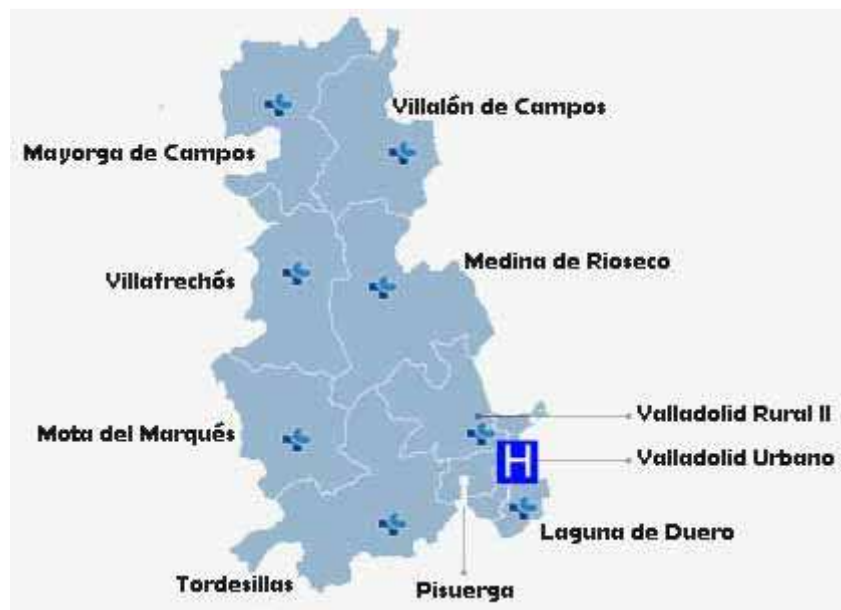 Villalón de Campos
Mayorga de Campos
Medina de Rioseco
Villafrechós
Valladolid Rural II
Mota del Marqués
H
Valladolid Urbano
Laguna de Duero
Tordesillas
Pisuerga